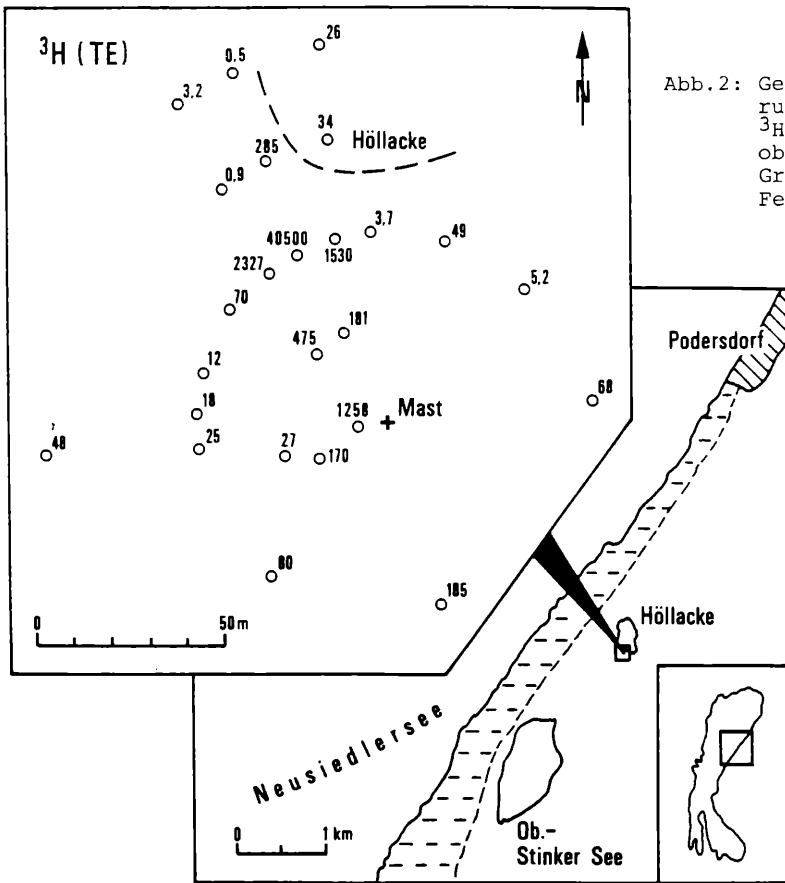 ³H (TE)
26
0,5
3,2
34
Höllacke
285
0,9
N
Abb.2: Ge
ru
³H
ob
Gr
Fe
40500
1530
3,7
49
2327
5,2
70
181
475
12
18
1258
Mast
68
48
25
27
170
80
185
0
50 m
Podersdorf
Höllacke
Neusiedlersee
0
1 km
Ob.-
Stinker See